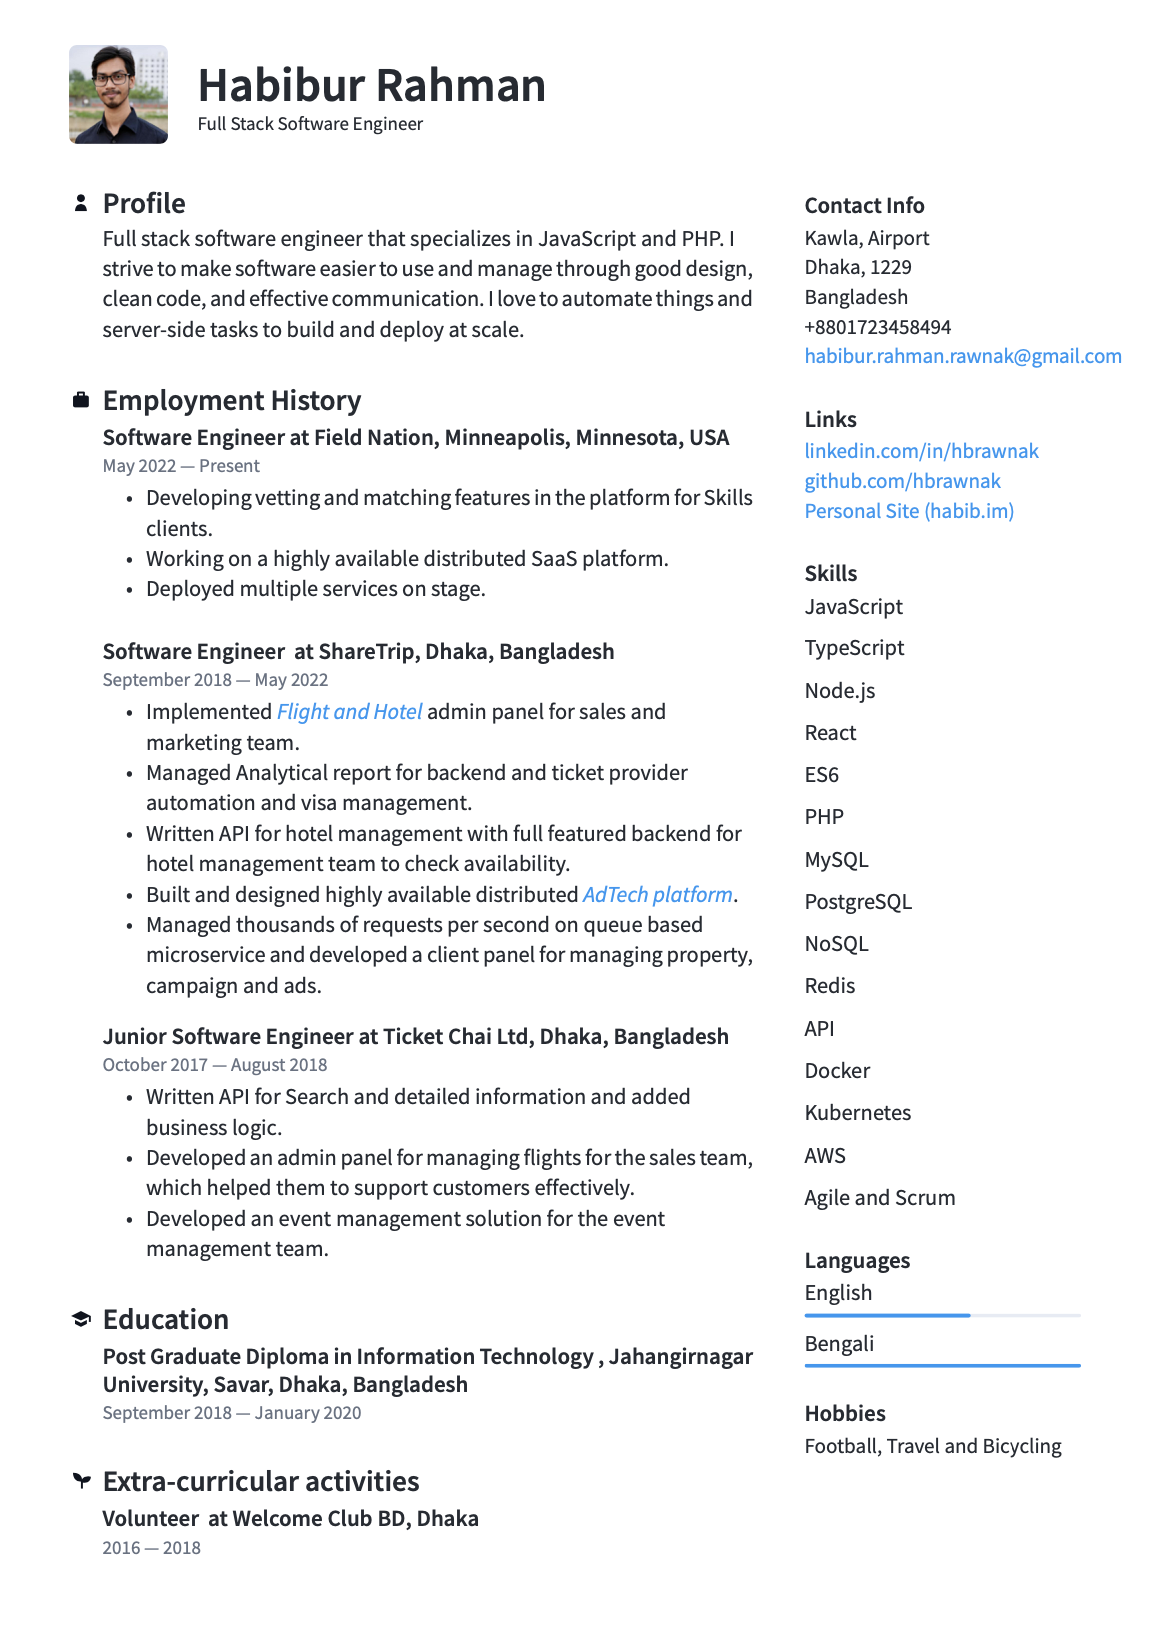 Habibur Rahman
Full Stack Software Engineer
Profile
Full stack software engineer that specializes in JavaScript and PHP. I
strive to make software easier to use and manage through good design,
clean code, and effective communication. I love to automate things and
server-side tasks to build and deploy at scale.
Employment History
Software Engineer at Field Nation, Minneapolis, Minnesota, USA
May 2022 — Present
• Developing vetting and matching features in the platform for Skills
clients.
• Working on a highly available distributed SaaS platform.
• Deployed multiple services on stage.
Software Engineer  at ShareTrip, Dhaka, Bangladesh
September 2018 — May 2022
• Implemented Flight and Hotel admin panel for sales and
marketing team.
• Managed Analytical report for backend and ticket provider
automation and visa management.
• Written API for hotel management with full featured backend for
hotel management team to check availability.
• Built and designed highly available distributed AdTech platform.
• Managed thousands of requests per second on queue based
microservice and developed a client panel for managing property,
campaign and ads.
Junior Software Engineer at Ticket Chai Ltd, Dhaka, Bangladesh
October 2017 — August 2018
• Written API for Search and detailed information and added
business logic.
• Developed an admin panel for managing flights for the sales team,
which helped them to support customers effectively.
• Developed an event management solution for the event
management team.
Education
Post Graduate Diploma in Information Technology , Jahangirnagar
University, Savar, Dhaka, Bangladesh
September 2018 — January 2020
Extra-curricular activities
Volunteer  at Welcome Club BD, Dhaka
2016 — 2018
Contact Info
Kawla, Airport
Dhaka, 1229
Bangladesh
+8801723458494
habibur.rahman.rawnak@gmail.com
Links
linkedin.com/in/hbrawnak
github.com/hbrawnak
Personal Site (habib.im)
Skills
JavaScript
TypeScript
Node.js
React
ES6
PHP
MySQL
PostgreSQL
NoSQL
Redis
API
Docker
Kubernetes
AWS
Agile and Scrum
Languages
English
Bengali
Hobbies
Football, Travel and Bicycling